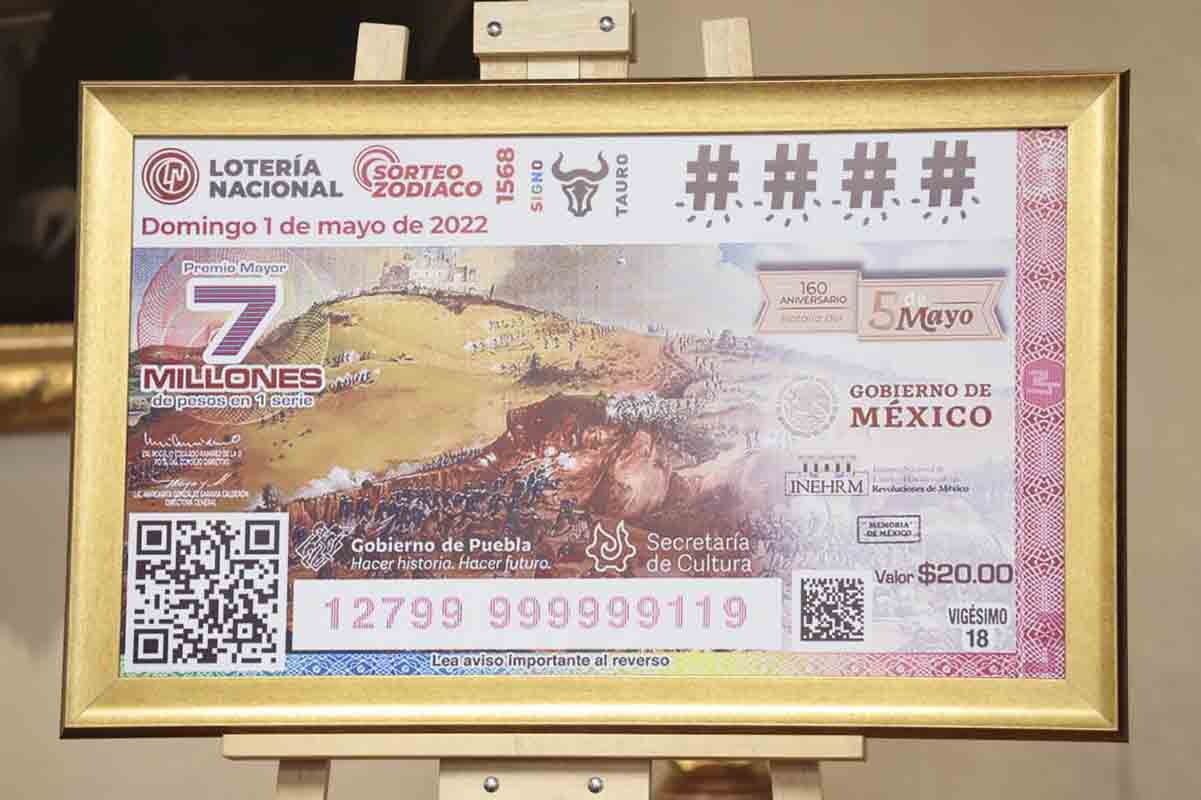 LOTERÍA
NACIONAL
SORTEO
ZODIACO
1568
SIGNO
TAURO
# # # #
Domingo 1 de mayo de 2022
Premio Mayor
7
MILLONES
de pesos en 1 serie
160
ANIVERSARIO
5 de
Mayo
GOBIERNO DE
MÉXICO
INEHRM
Revoluciones de México
"MEMORIA
DE MÉXICO
DIRECTORA GENERAL
Gobierno de Puebla
Hacer historia. Hacer futuro.
Secretaría
de Cultura
12799 999999119
Valor $20.00
VIGÉSIMO
18
Lea aviso importante al reverso